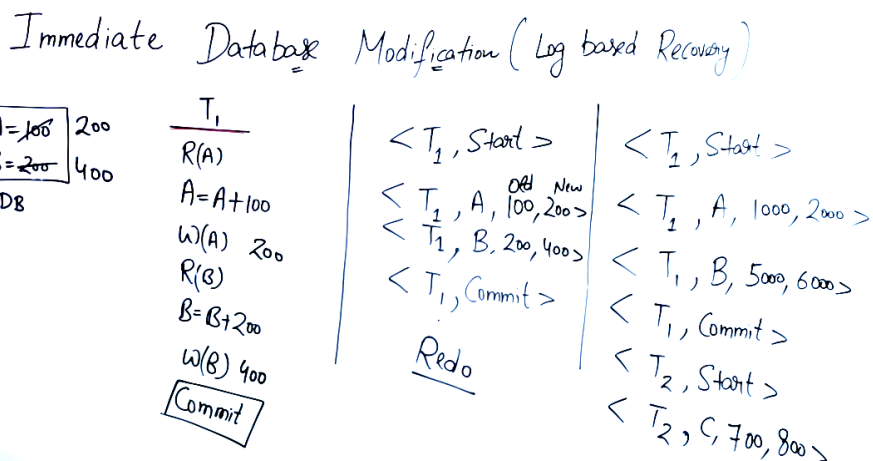 Immediate Database Modification (Log based Recovery)
=100 200
=200 400
DB
T1
R(A)
A=A+100
W(A) 200
R(B)
B=B+200
W(B) 400
Commit
<T1, Start>
Old New
<T1, A, 100, 200>
<T1, B, 200, 400>
<T1, Commit>
Redo
<T1, Start>
<T1, A, 1000, 2000>
<T1, B, 5000, 6000>
<T1, Commit>
<T2, Start>
<T2, C, 700, 800>